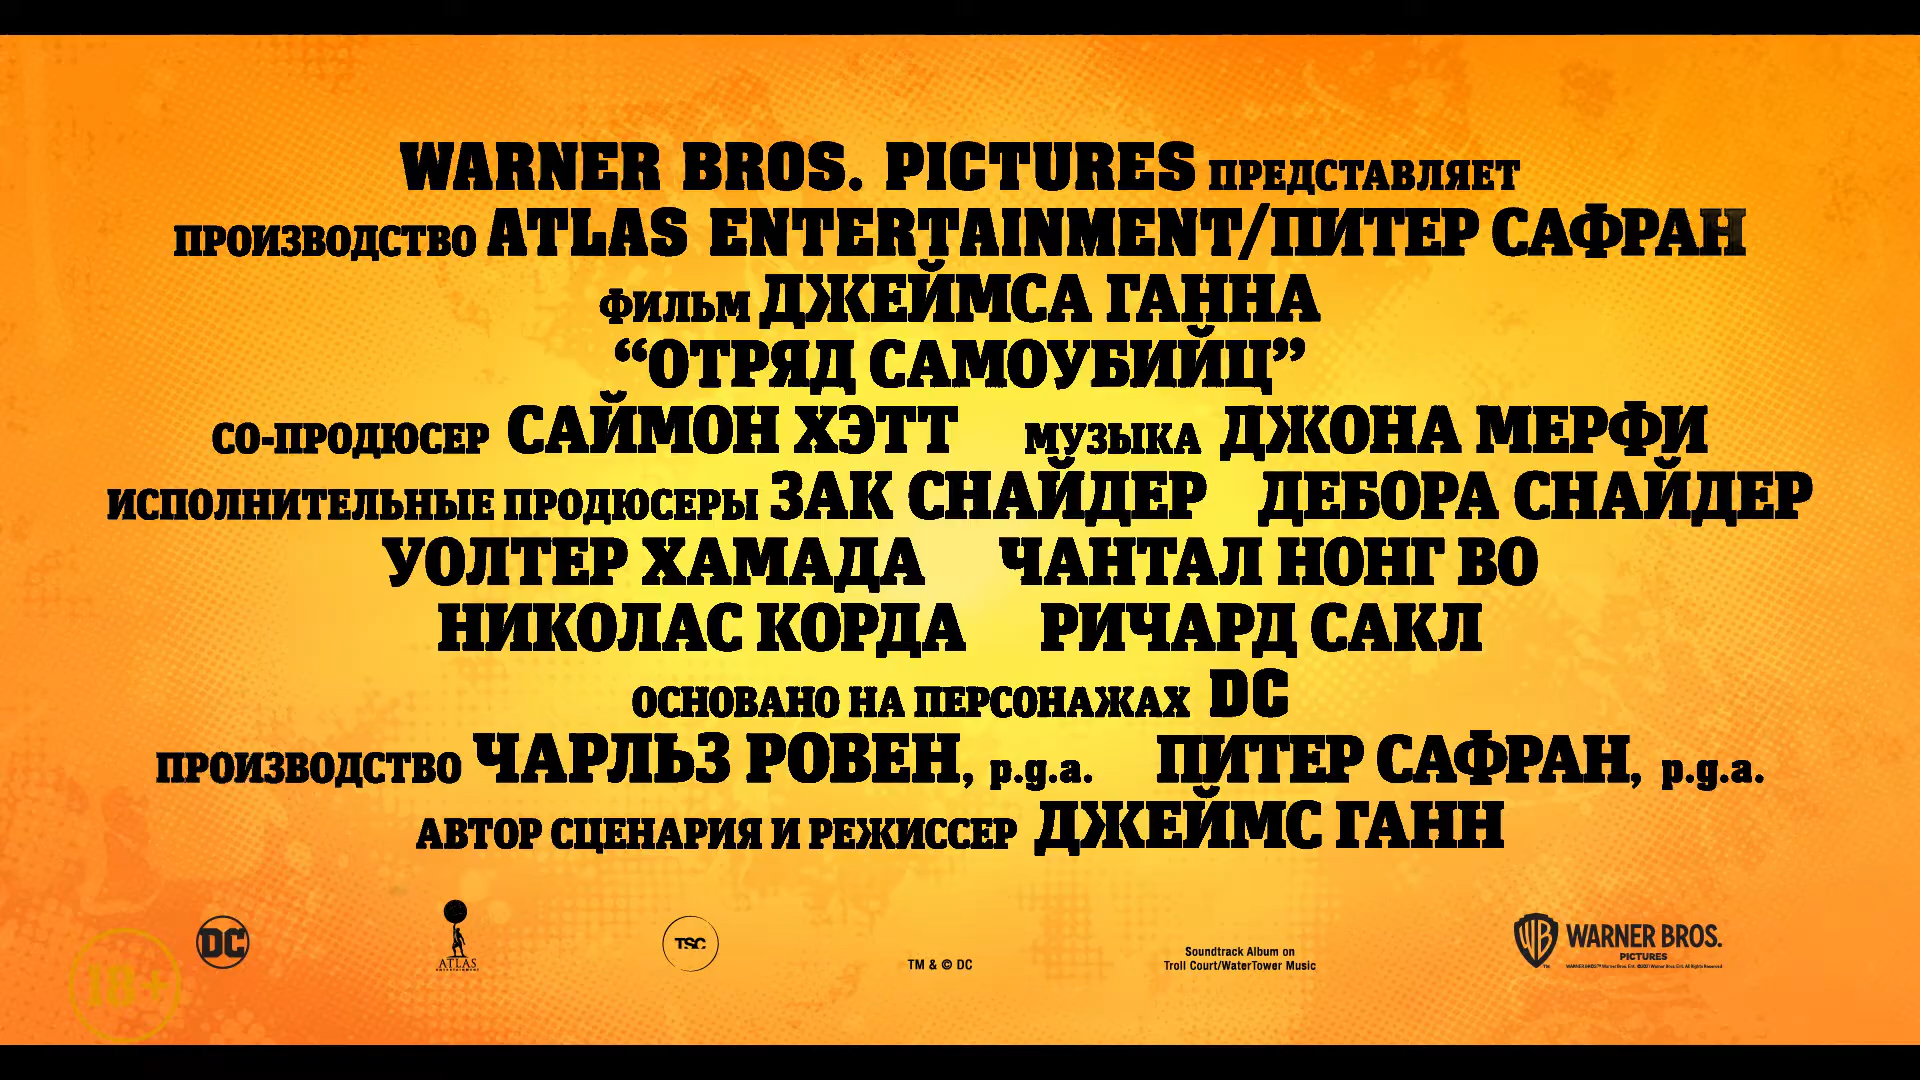 WARNER BROS. PICTURES ПРЕДСТАВЛЯЕТ
ПРОИЗВОДСТВО ATLAS ENTERTAINMENT/ПИТЕР САФРАН
ФИЛЬМ ДЖЕЙМСА ГАННА
“ОТРЯД САМОУБИЙЦ”
СО-ПРОДЮСЕР САЙМОН ХЭТТ МУЗЫКА ДЖОНА МЕРФИ
ИСПОЛНИТЕЛЬНЫЕ ПРОДЮСЕРЫ ЗАК СНАЙДЕР ДЕБОРА СНАЙДЕР
УОЛТЕР ХАМАДА ЧАНТАЛ НОНГ ВО
НИКОЛАС КОРДА РИЧАРД САКЛ
ОСНОВАНО НА ПЕРСОНАЖАХ DC
ПРОИЗВОДСТВО ЧАРЛЬЗ РОВЕН, p.g.a. ПИТЕР САФРАН, p.g.a.
АВТОР СЦЕНАРИЯ И РЕЖИССЕР ДЖЕЙМС ГАНН
DC
ATLAS
ENTERTAINMENT
TSC
TM & © DC
Soundtrack Album on
Troll Court/WaterTower Music
WB WARNER BROS.
PICTURES
18+